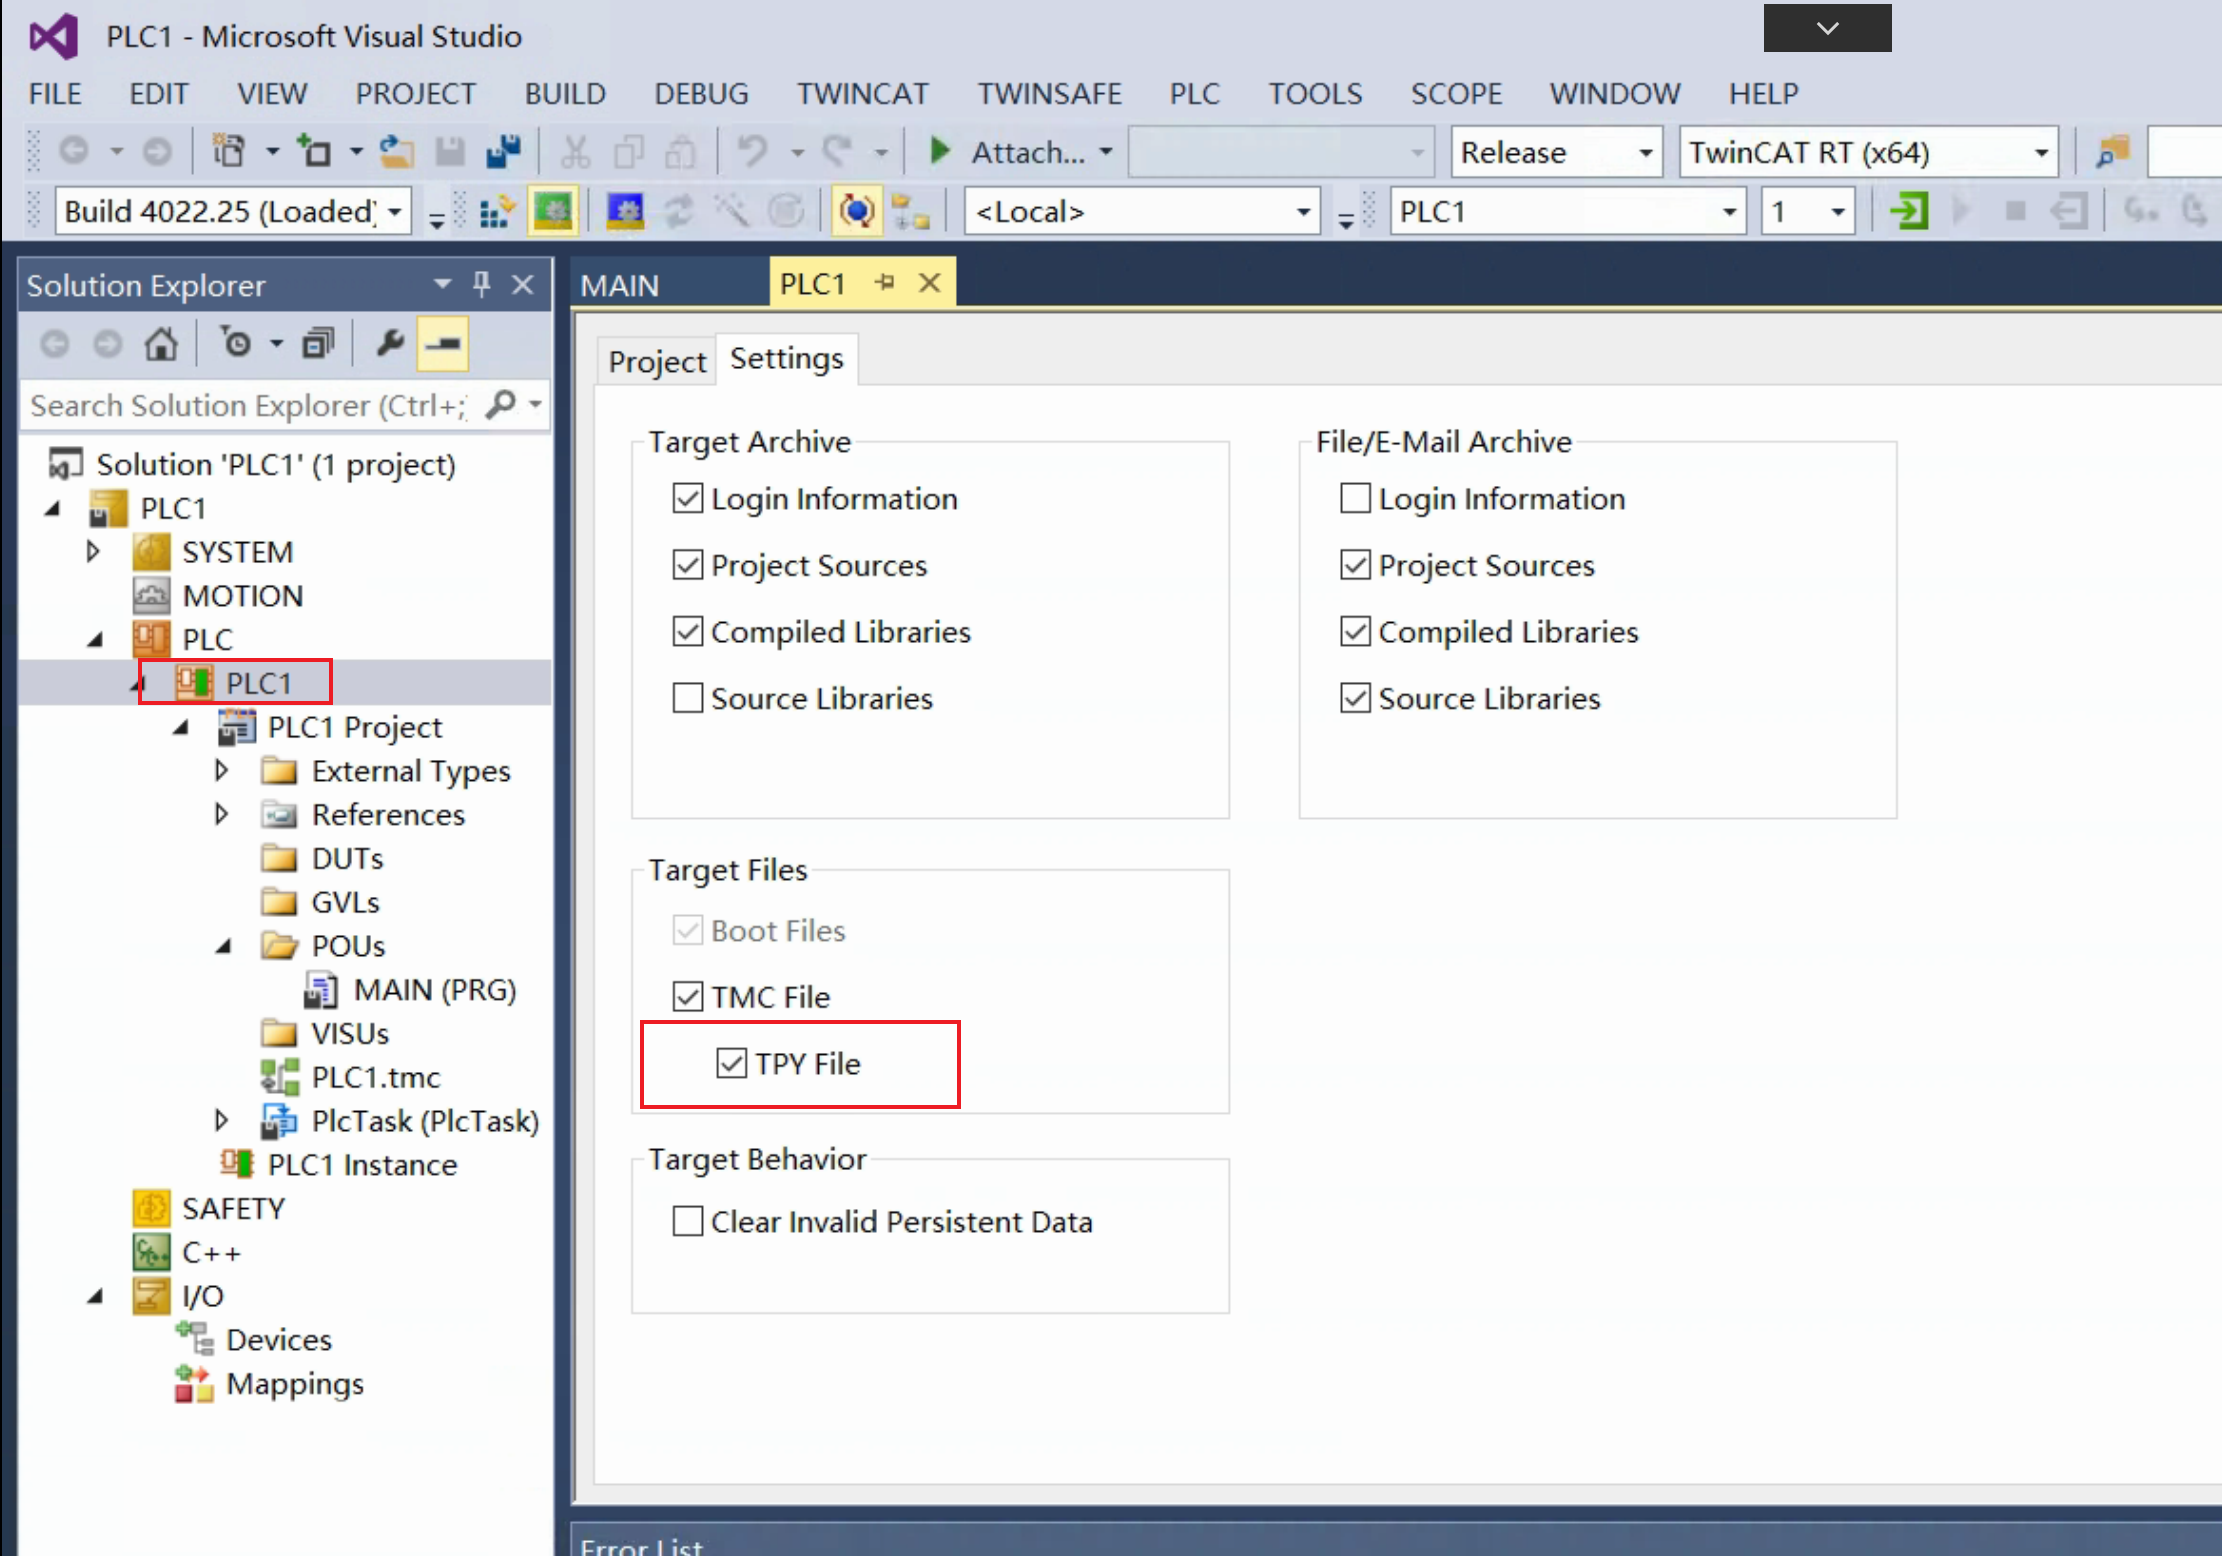 PLC1 - Microsoft Visual Studio
FILE EDIT VIEW PROJECT BUILD DEBUG TWINCAT TWINSAFE PLC TOOLS SCOPE WINDOW HELP
Attach... Release TwinCAT RT (x64)
Build 4022.25 (Loaded) <Local> PLC1 1
Solution Explorer
Search Solution Explorer (Ctrl+;
Solution 'PLC1' (1 project)
PLC1
SYSTEM
MOTION
PLC
PLC1
PLC1 Project
External Types
References
DUTs
GVLs
POUs
MAIN (PRG)
VISUs
PLC1.tmc
PlcTask (PlcTask)
PLC1 Instance
SAFETY
C++
I/O
Devices
Mappings
MAIN PLC1
Project Settings
Target Archive
Login Information
Project Sources
Compiled Libraries
Source Libraries
File/E-Mail Archive
Login Information
Project Sources
Compiled Libraries
Source Libraries
Target Files
Boot Files
TMC File
TPY File
Target Behavior
Clear Invalid Persistent Data
Error List